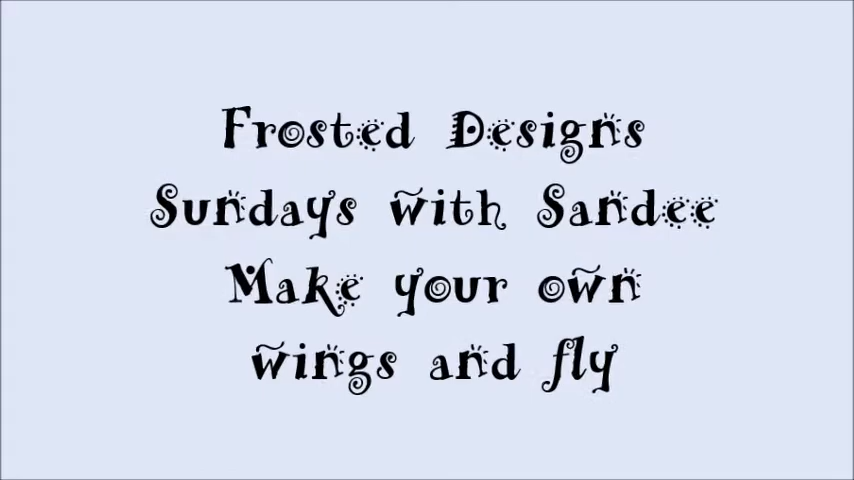 Frosted Designs
Sundays with Sandee
Make your own
wings and fly